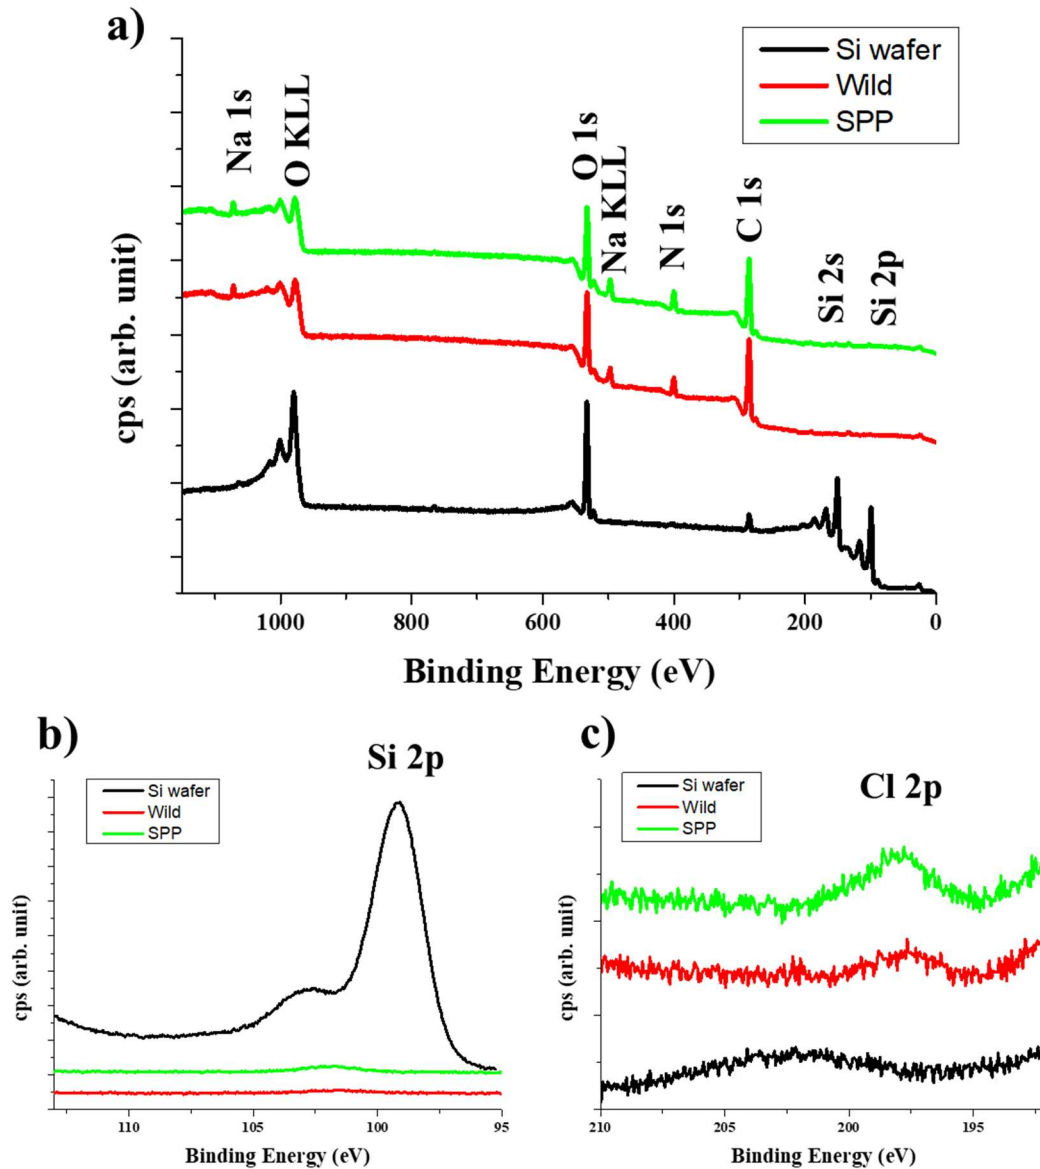 a)
Si wafer
Wild
SPP
Na 1s
O KLL
O 1s
Na KLL
N 1s
C 1s
Si 2s
Si 2p
cps (arb. unit)
1000 800 600 400 200 0
Binding Energy (eV)
b)
Si 2p
Si wafer
Wild
SPP
cps (arb. unit)
110 105 100 95
Binding Energy (eV)
c)
Cl 2p
Si wafer
Wild
SPP
cps (arb. unit)
210 205 200 195
Binding Energy (eV)